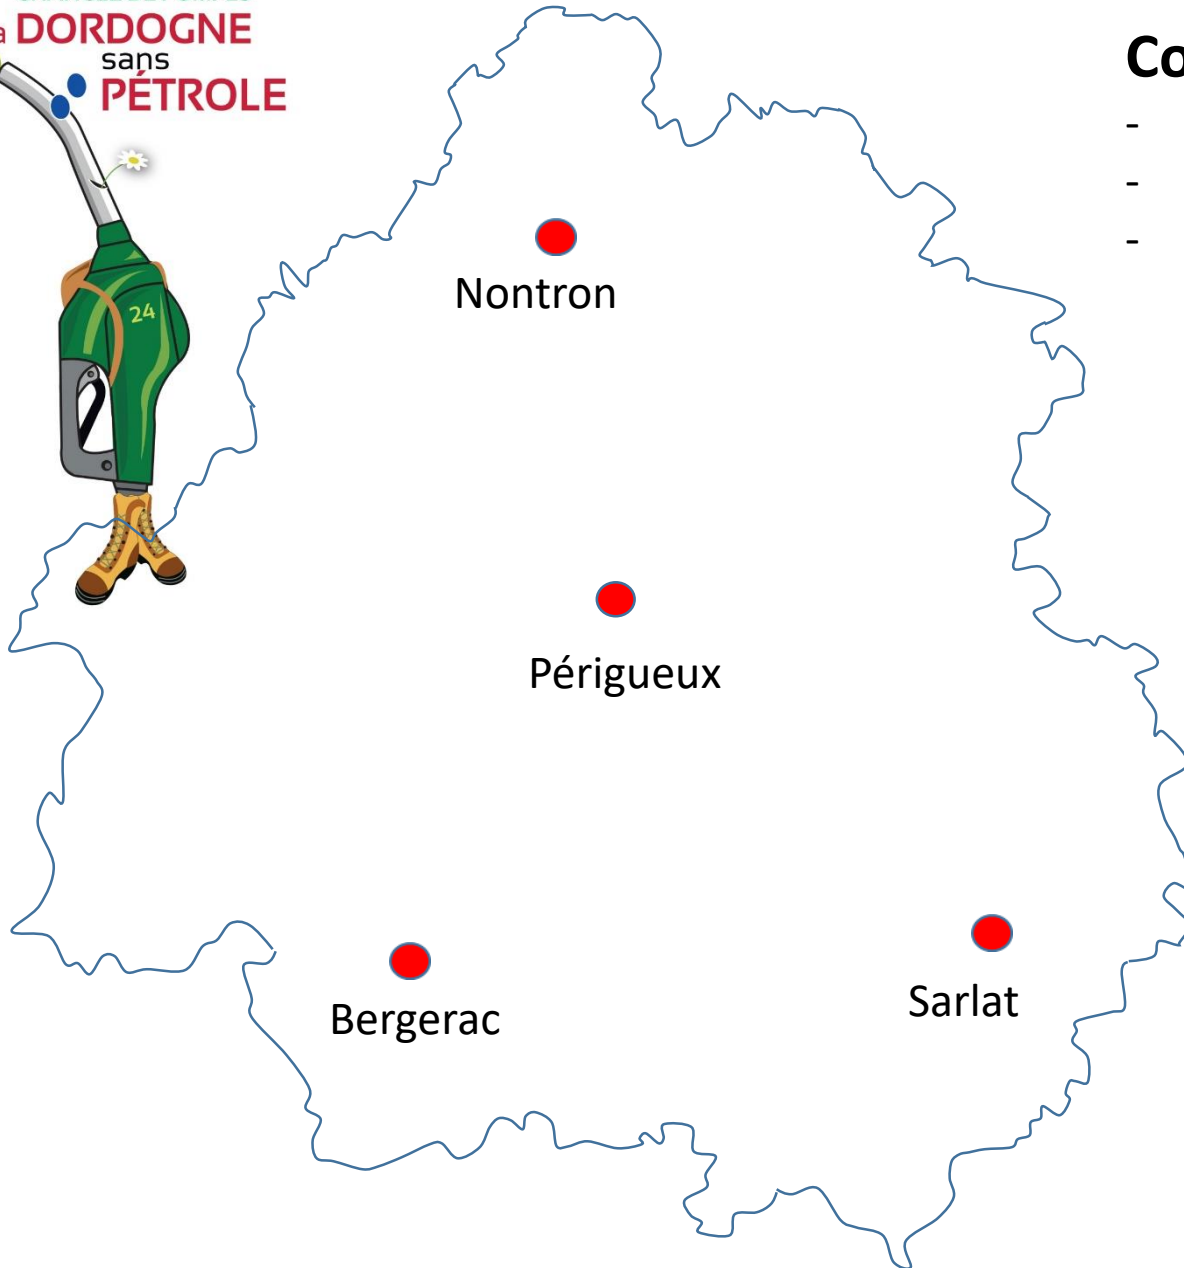 a DORDOGNE
sans
PÉTROLE
Co
-
-
-
24
Nontron
Périgueux
Bergerac
Sarlat